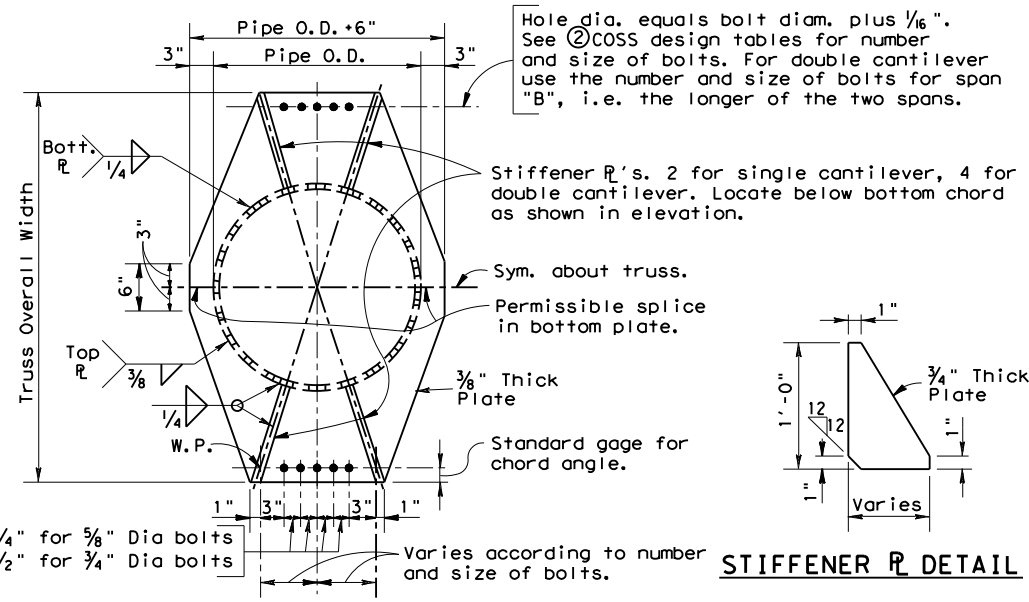 Pipe O.D. +6"
3" Pipe O.D. 3"
Hole dia. equals bolt diam. plus 1/16".
See ② COSS design tables for number
and size of bolts. For double cantilever
use the number and size of bolts for span
"B", i.e. the longer of the two spans.
Bott.
PL
1/4
Stiffener PL's. 2 for single cantilever, 4 for
double cantilever. Locate below bottom chord
as shown in elevation.
Truss Overall Width
3"
6"
Sym. about truss.
Permissible splice
in bottom plate.
Top
PL
3/8
3/8" Thick
Plate
1/4
W.P.
Standard gage for
chord angle.
1" 3" 3" 1"
/4" for 5/8" Dia bolts
/2" for 3/4" Dia bolts
Varies according to number
and size of bolts.
1"
1'-0"
3/4" Thick
Plate
12
12
1"
1"
Varies
STIFFENER PL DETAIL